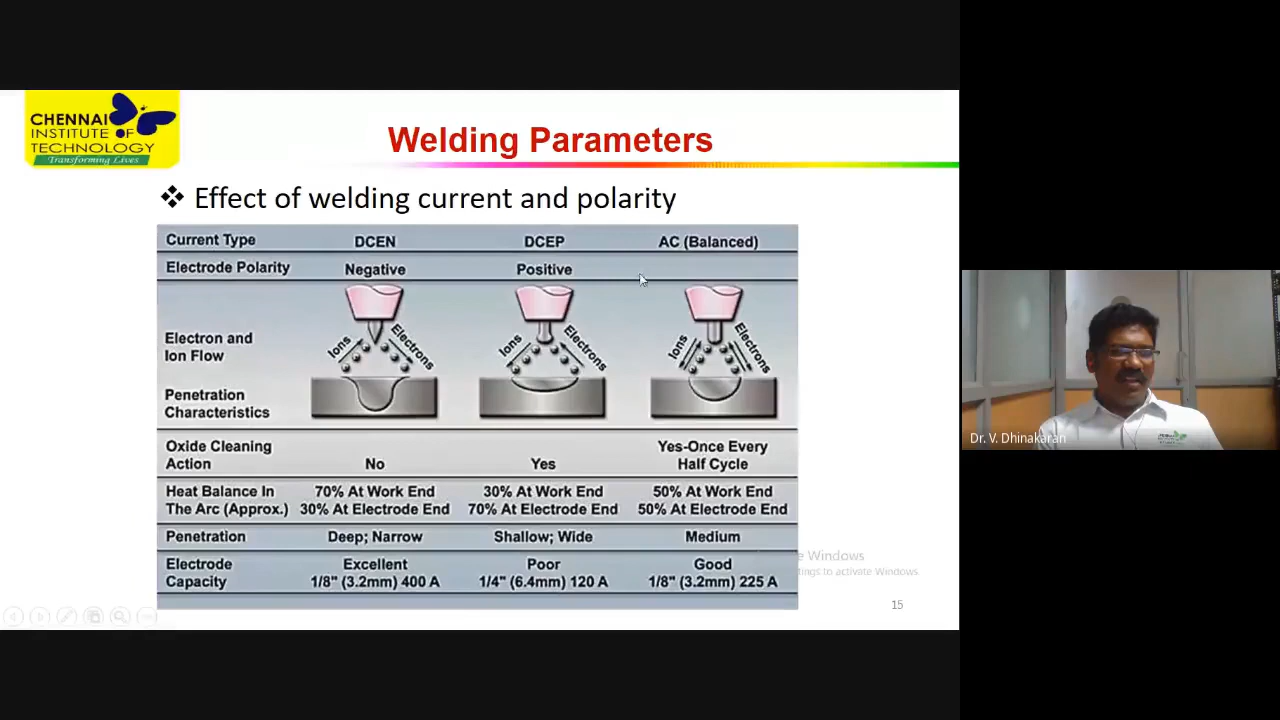 CHENNAI
INSTITUTE OF
TECHNOLOGY
Transforming Lives
Welding Parameters
❖ Effect of welding current and polarity
Current Type DCEN DCEP AC (Balanced)
Electrode Polarity Negative Positive
Electron and
Ion Flow
Ions Electrons Ions Electrons Ions Electrons
Penetration
Characteristics
Oxide Cleaning
Action No Yes Yes-Once Every
Half Cycle
Heat Balance In 70% At Work End 30% At Work End 50% At Work End
The Arc (Approx.) 30% At Electrode End 70% At Electrode End 50% At Electrode End
Penetration Deep; Narrow Shallow; Wide Medium
Electrode Excellent Poor Good
Capacity 1/8" (3.2mm) 400 A 1/4" (6.4mm) 120 A 1/8" (3.2mm) 225 A
e Windows
tings to activate Windows.
15
Dr. V. Dhinakaran